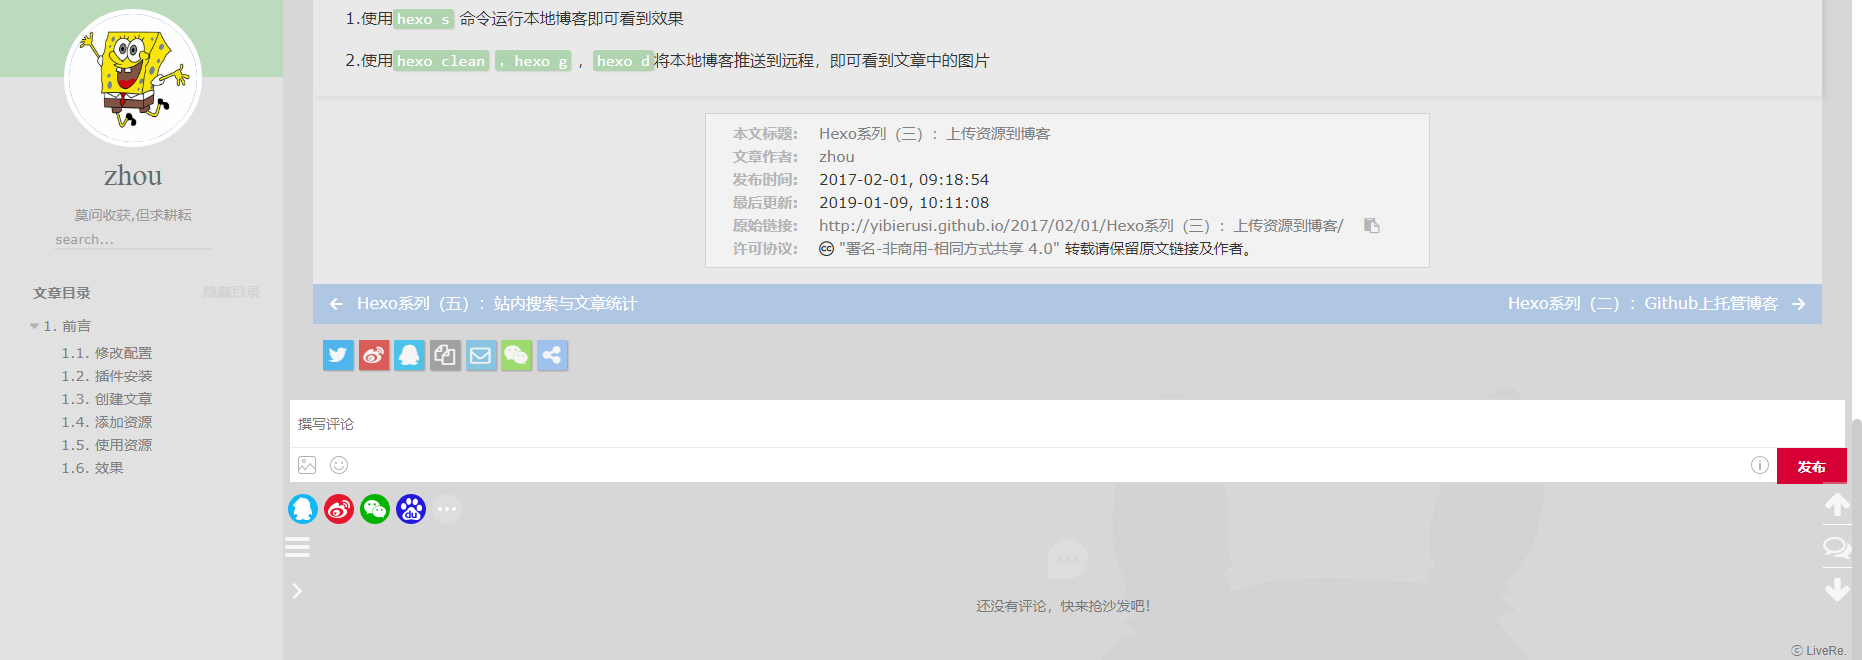 1.使用hexo s 命令运行本地博客即可看到效果
2.使用hexo clean ，hexo g ，hexo d将本地博客推送到远程，即可看到文章中的图片
zhou
莫问收获,但求耕耘
search...
文章目录 隐藏目录
1. 前言
1.1. 修改配置
1.2. 插件安装
1.3. 创建文章
1.4. 添加资源
1.5. 使用资源
1.6. 效果
本文标题： Hexo系列（三）：上传资源到博客
文章作者： zhou
发布时间： 2017-02-01, 09:18:54
最后更新： 2019-01-09, 10:11:08
原始链接： http://yibierusi.github.io/2017/02/01/Hexo系列（三）：上传资源到博客/
许可协议： cc "署名-非商用-相同方式共享 4.0" 转载请保留原文链接及作者。
Hexo系列（五）：站内搜索与文章统计 Hexo系列（二）：Github上托管博客
撰写评论
发布
du
还没有评论，快来抢沙发吧！
ⓒ LiveRe.